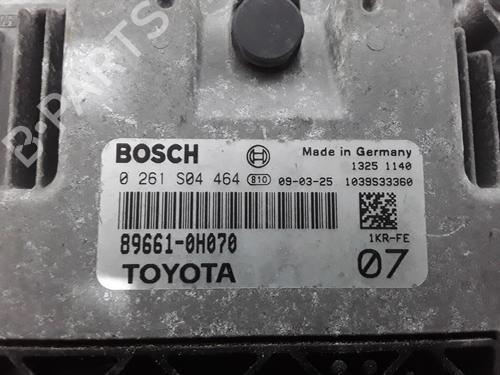 B-PARTS
BOSCH
Made in Germany
1325 1140
0 261 S04 464 810 09-03-25 1039S33360
89661-0H070
1KR-FE
TOYOTA
07